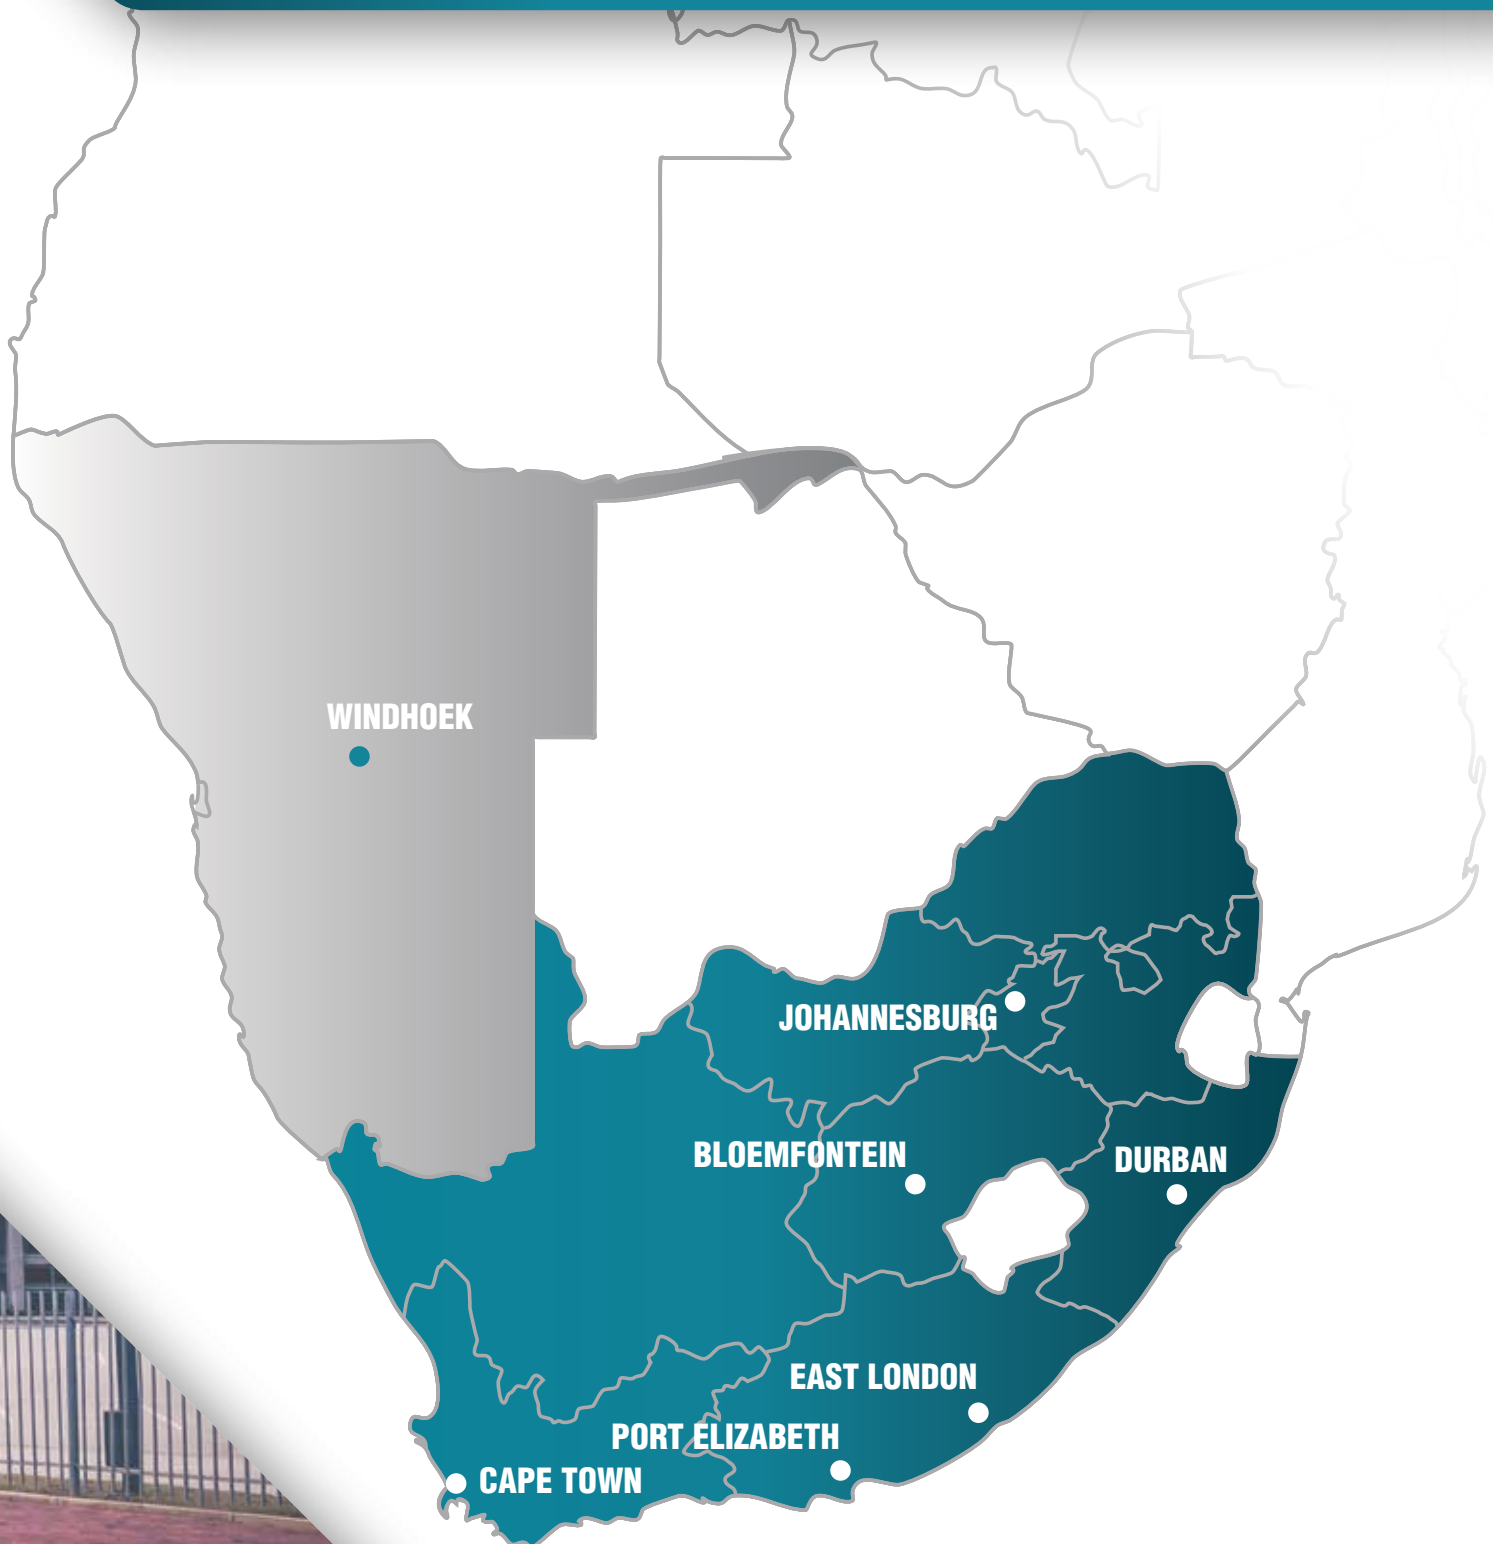 WINDHOEK
JOHANNESBURG
BLOEMFONTEIN
DURBAN
EAST LONDON
PORT ELIZABETH
CAPE TOWN